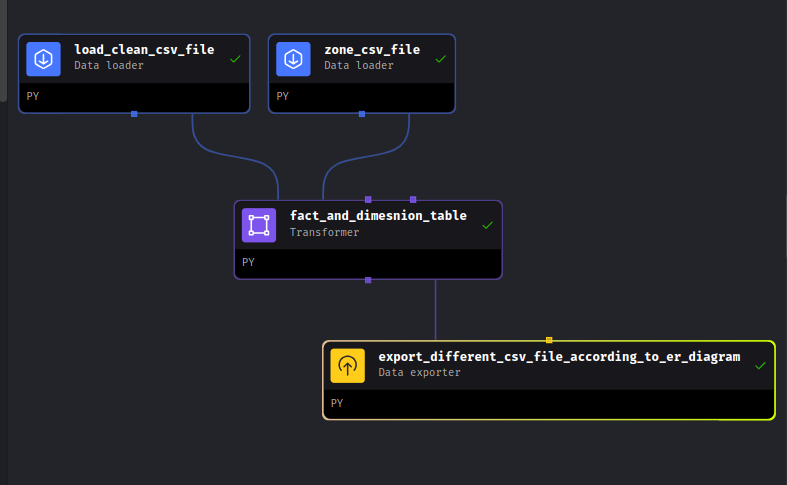 load_clean_csv_file
Data loader
PY
zone_csv_file
Data loader
PY
fact_and_dimesnion_table
Transformer
PY
export_different_csv_file_according_to_er_diagram
Data exporter
PY